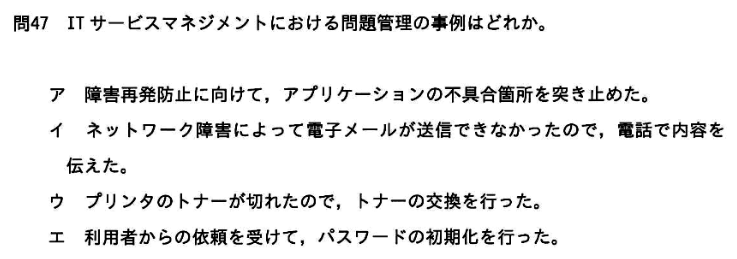 問47　ITサービスマネジメントにおける問題管理の事例はどれか。
ア　障害再発防止に向けて，アプリケーションの不具合箇所を突き止めた。
イ　ネットワーク障害によって電子メールが送信できなかったので，電話で内容を
伝えた。
ウ　プリンタのトナーが切れたので，トナーの交換を行った。
エ　利用者からの依頼を受けて，パスワードの初期化を行った。